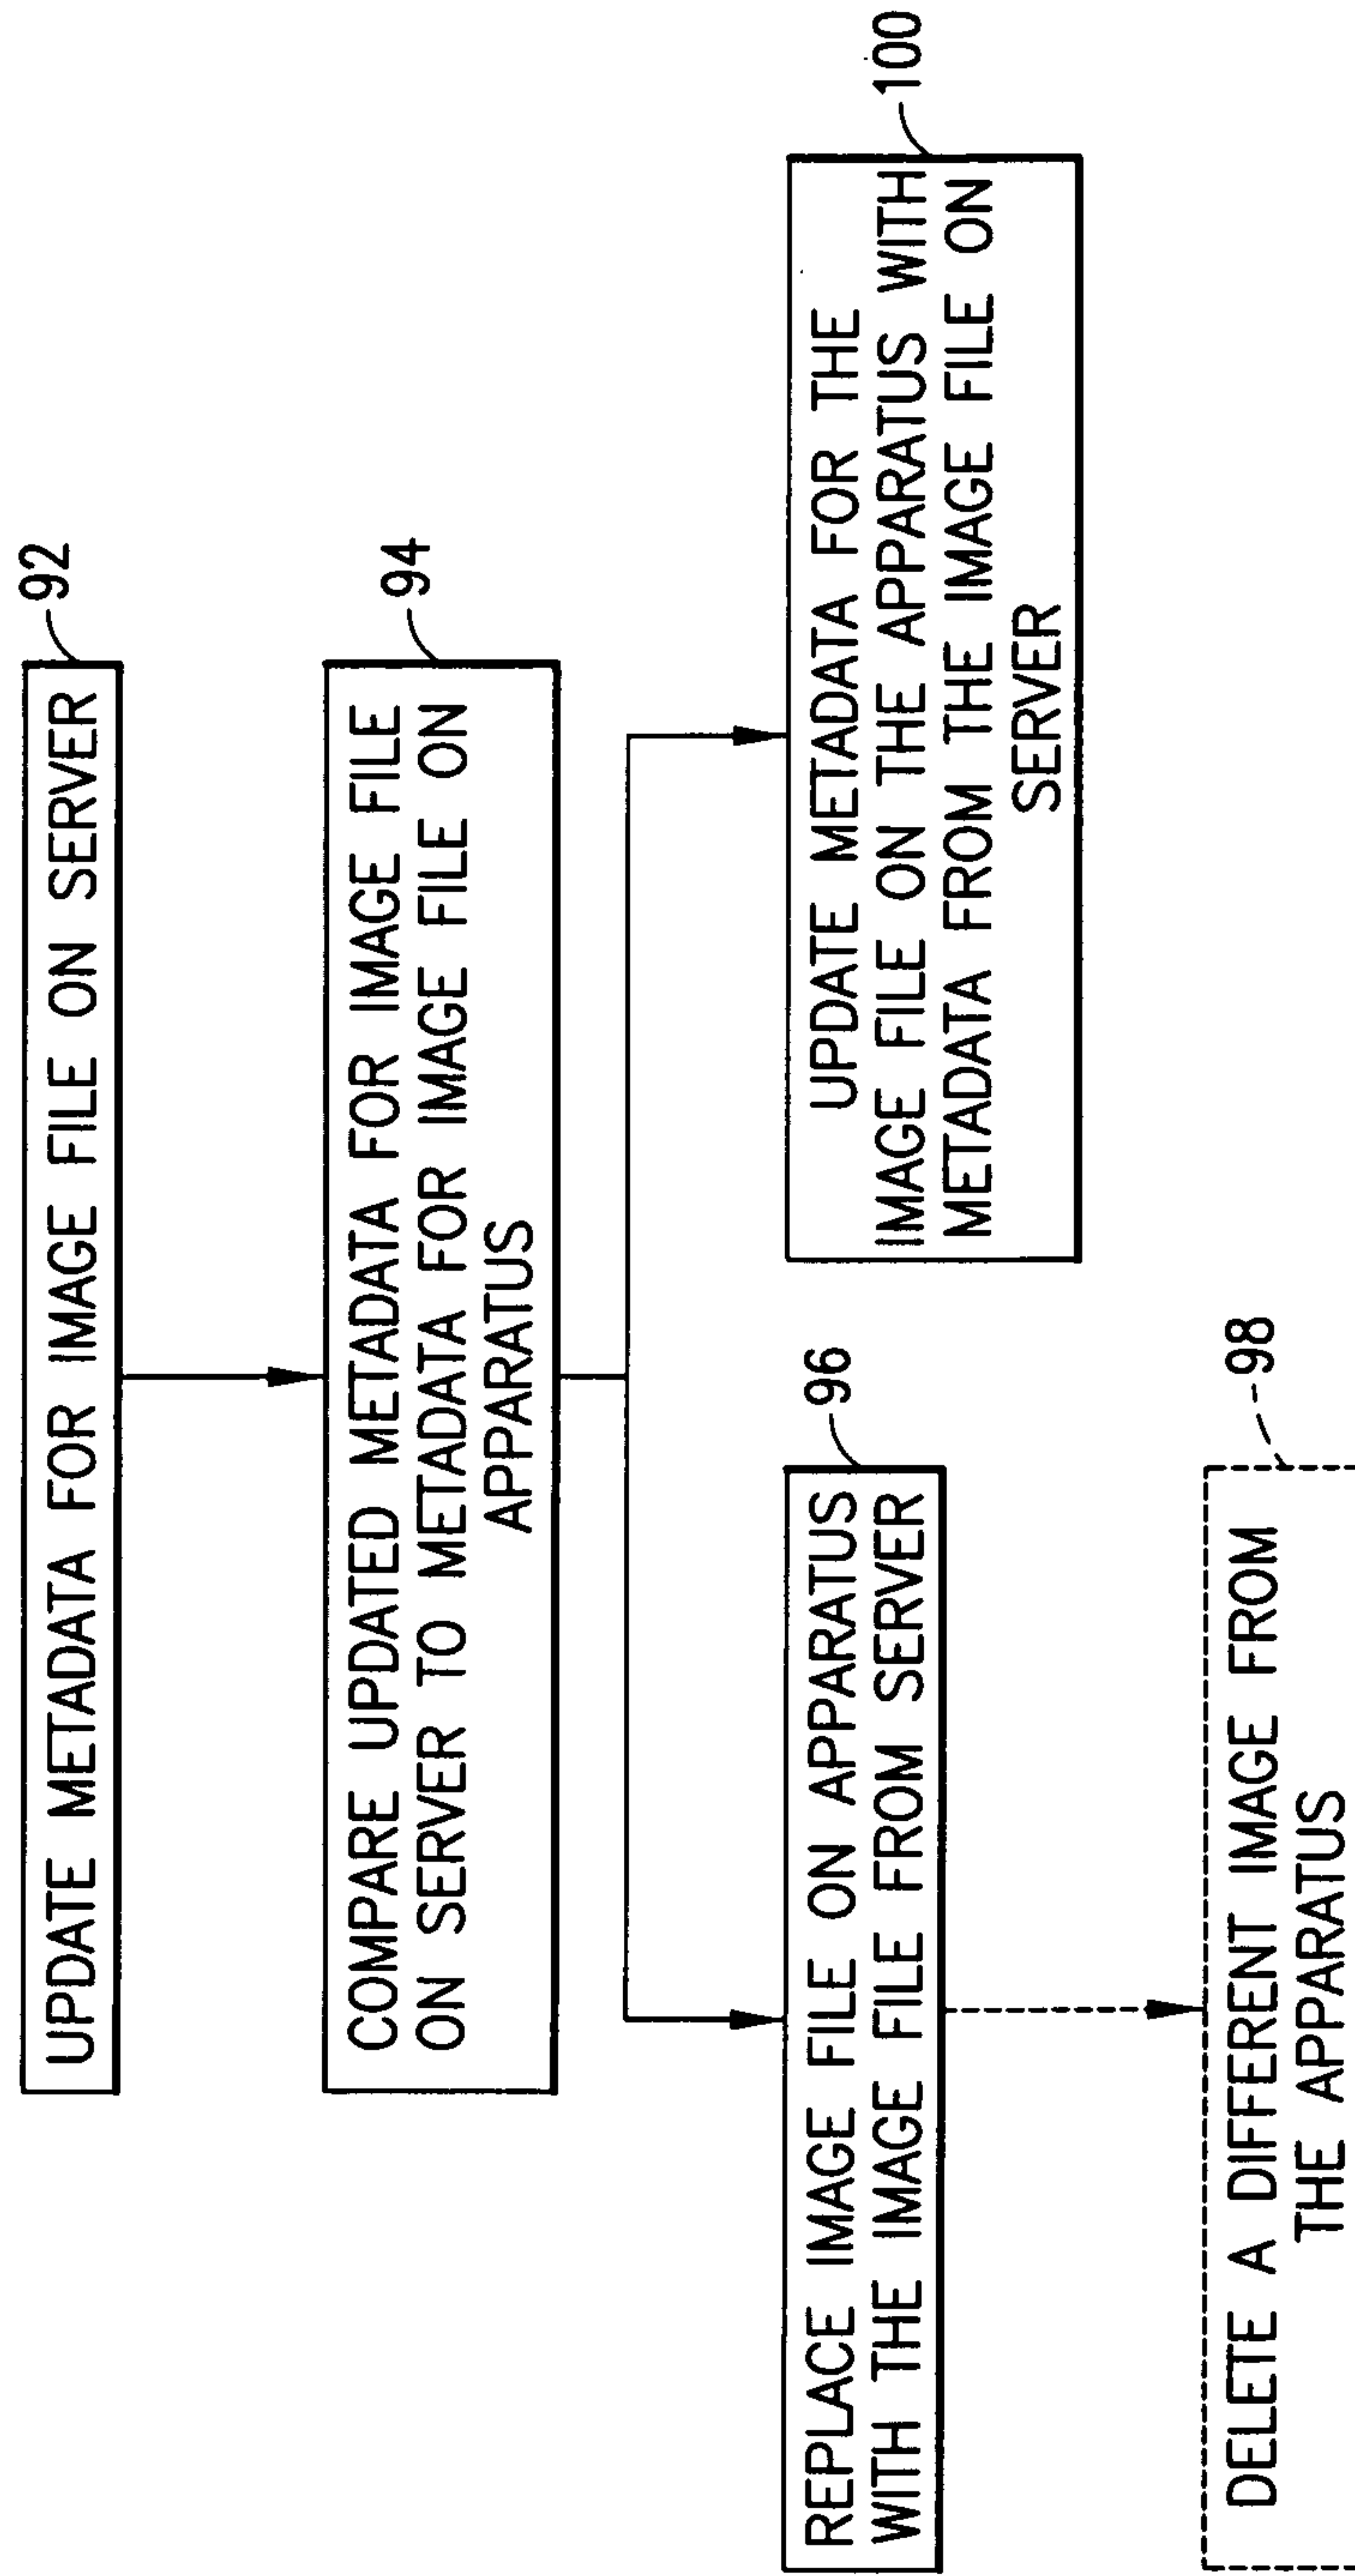 UPDATE METADATA FOR IMAGE FILE ON SERVER
92
COMPARE UPDATED METADATA FOR IMAGE FILE
ON SERVER TO METADATA FOR IMAGE FILE ON
APPARATUS
94
REPLACE IMAGE FILE ON APPARATUS
WITH THE IMAGE FILE FROM SERVER
96
UPDATE METADATA FOR THE
IMAGE FILE ON THE APPARATUS WITH
METADATA FROM THE IMAGE FILE ON
SERVER
100
DELETE A DIFFERENT IMAGE FROM
THE APPARATUS
98